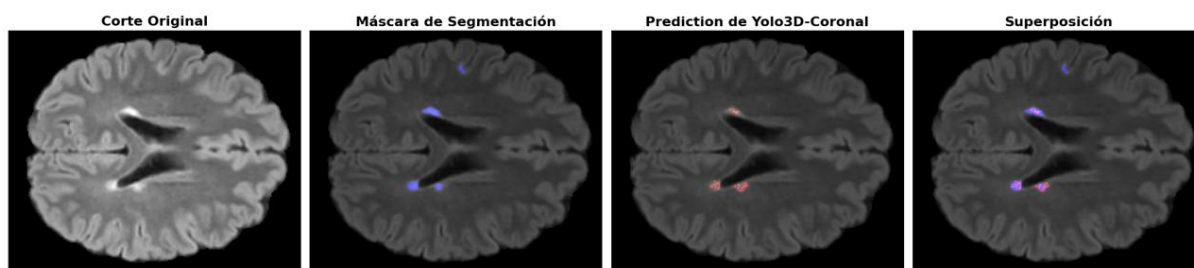 Corte Original
Máscara de Segmentación
Prediction de Yolo3D-Coronal
Superposición